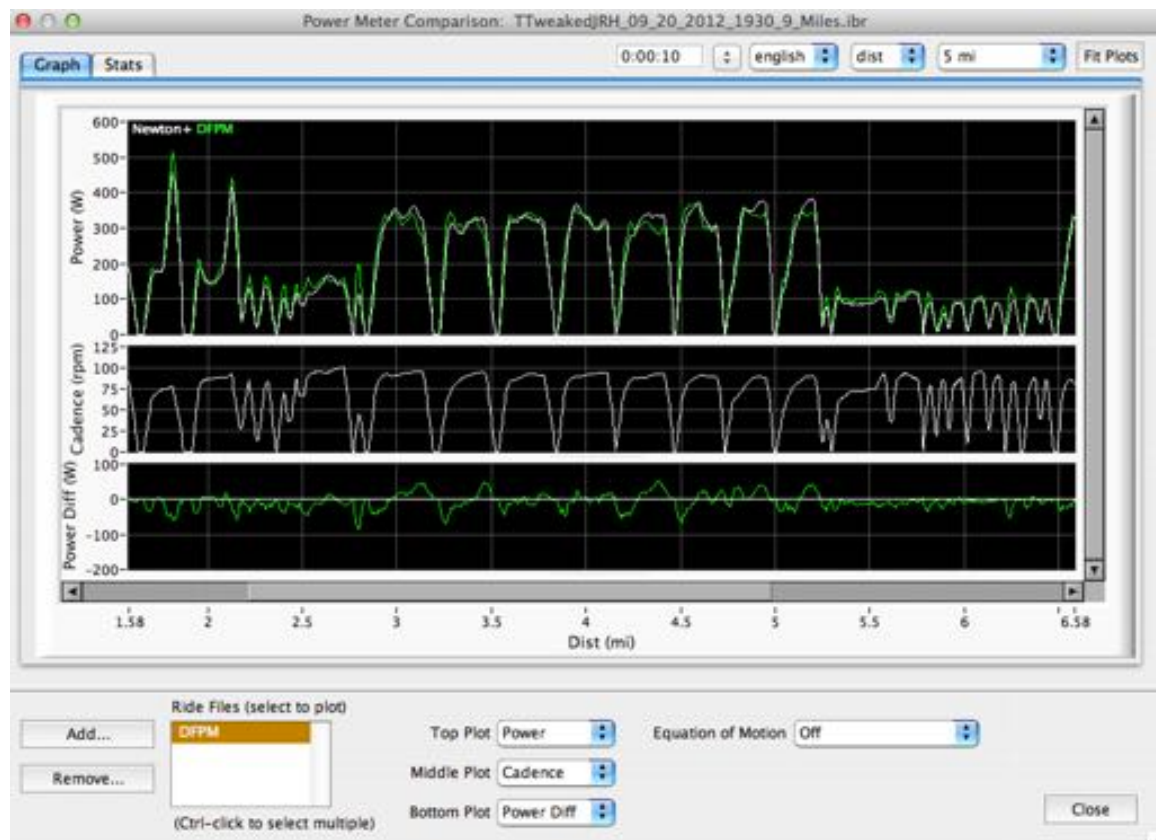 Power Meter Comparison: TTweakedJRH_09_20_2012_1930_9_Miles.ibr
Graph Stats 0:00:10 english dist 5 mi Fit Plots
Newton+ DFPM
600
500
400
300
200
100
0
Power (W)
125
100
75
50
25
0
Cadence (rpm)
100
0
-100
-200
Power Diff (W)
1.58 2 2.5 3 3.5 4 4.5 5 5.5 6 6.58
Dist (mi)
Ride Files (select to plot)
Add... DFPM Top Plot Power Equation of Motion Off
Remove... Middle Plot Cadence
Bottom Plot Power Diff Close
(Ctrl-click to select multiple)